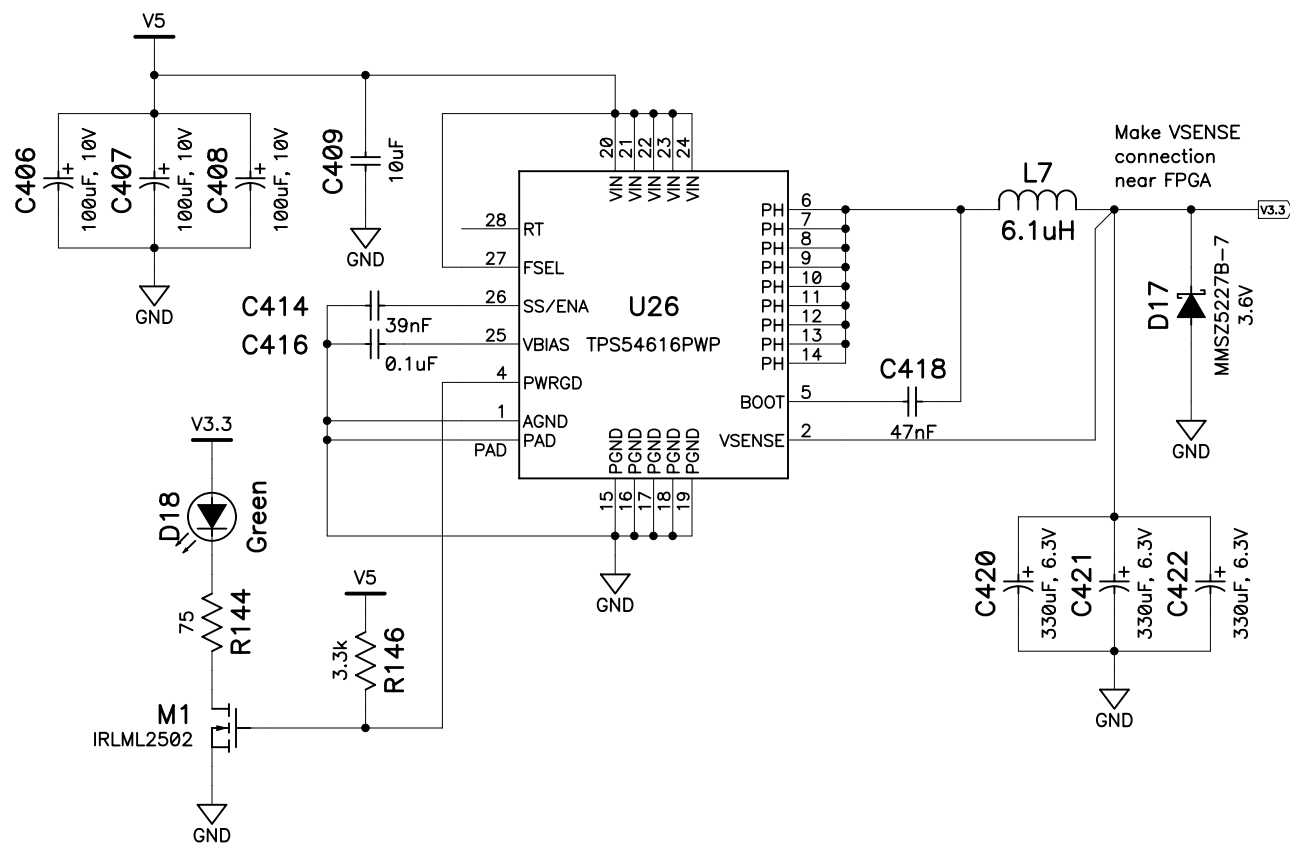 V5
C406
100uF, 10V
C407
100uF, 10V
C408
100uF, 10V
GND
C409
10uF
GND
20
21
22
23
24
VIN
VIN
VIN
VIN
VIN
28
RT
27
FSEL
C414
39nF
26
SS/ENA
C416
0.1uF
25
VBIAS
4
PWRGD
1
AGND
PAD
PAD
U26
TPS54616PWP
PH
6
PH
7
PH
8
PH
9
PH
10
PH
11
PH
12
PH
13
PH
14
BOOT
5
VSENSE
2
PGND
PGND
PGND
PGND
PGND
15
16
17
18
19
GND
C418
47nF
L7
6.1uH
Make VSENSE
connection
near FPGA
V3.3
D17
MMSZ5227B-7
3.6V
GND
C420
330uF, 6.3V
C421
330uF, 6.3V
C422
330uF, 6.3V
GND
V3.3
D18
Green
75
R144
V5
3.3k
R146
M1
IRLML2502
GND